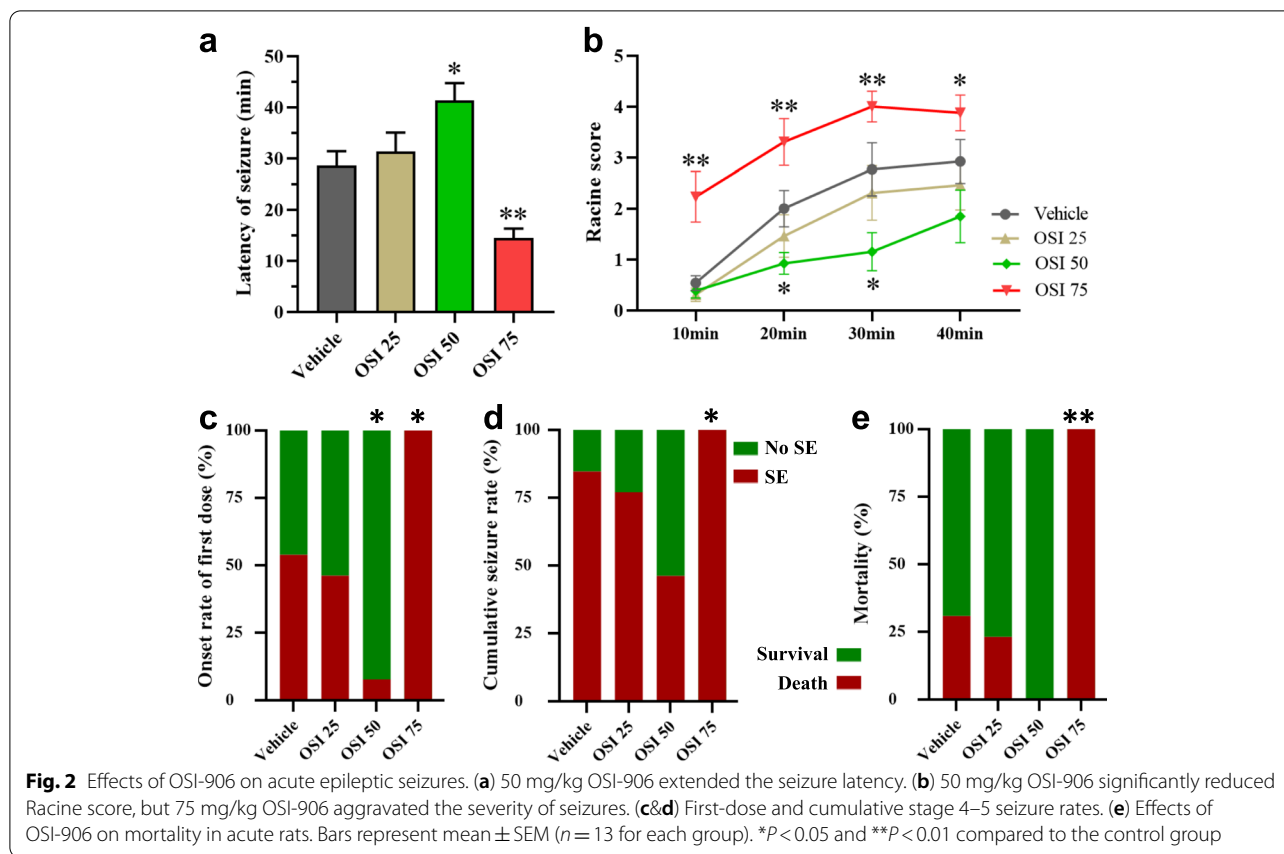 a
50
40
30
20
10
0
Latency of seizure (min)
*
**
Vehicle
OSI 25
OSI 50
OSI 75
b
5
4
3
2
1
0
Racine score
**
**
**
*
*
*
10min
20min
30min
40min
Vehicle
OSI 25
OSI 50
OSI 75
c
100
75
50
25
0
Onset rate of first dose (%)
*
*
Vehicle
OSI 25
OSI 50
OSI 75
d
100
75
50
25
0
Cumulative seizure rate (%)
*
No SE
SE
Vehicle
OSI 25
OSI 50
OSI 75
e
100
75
50
25
0
Mortality (%)
**
Survival
Death
Vehicle
OSI 25
OSI 50
OSI 75
Fig. 2 Effects of OSI-906 on acute epileptic seizures. (a) 50 mg/kg OSI-906 extended the seizure latency. (b) 50 mg/kg OSI-906 significantly reduced
Racine score, but 75 mg/kg OSI-906 aggravated the severity of seizures. (c&d) First-dose and cumulative stage 4–5 seizure rates. (e) Effects of
OSI-906 on mortality in acute rats. Bars represent mean ± SEM (n = 13 for each group). *P < 0.05 and **P < 0.01 compared to the control group